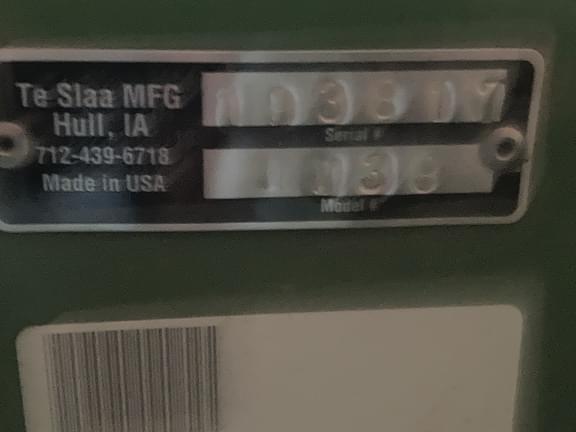 Te Slaa MFG
Hull, IA
712-439-6718
Made in USA
Serial #
Model #